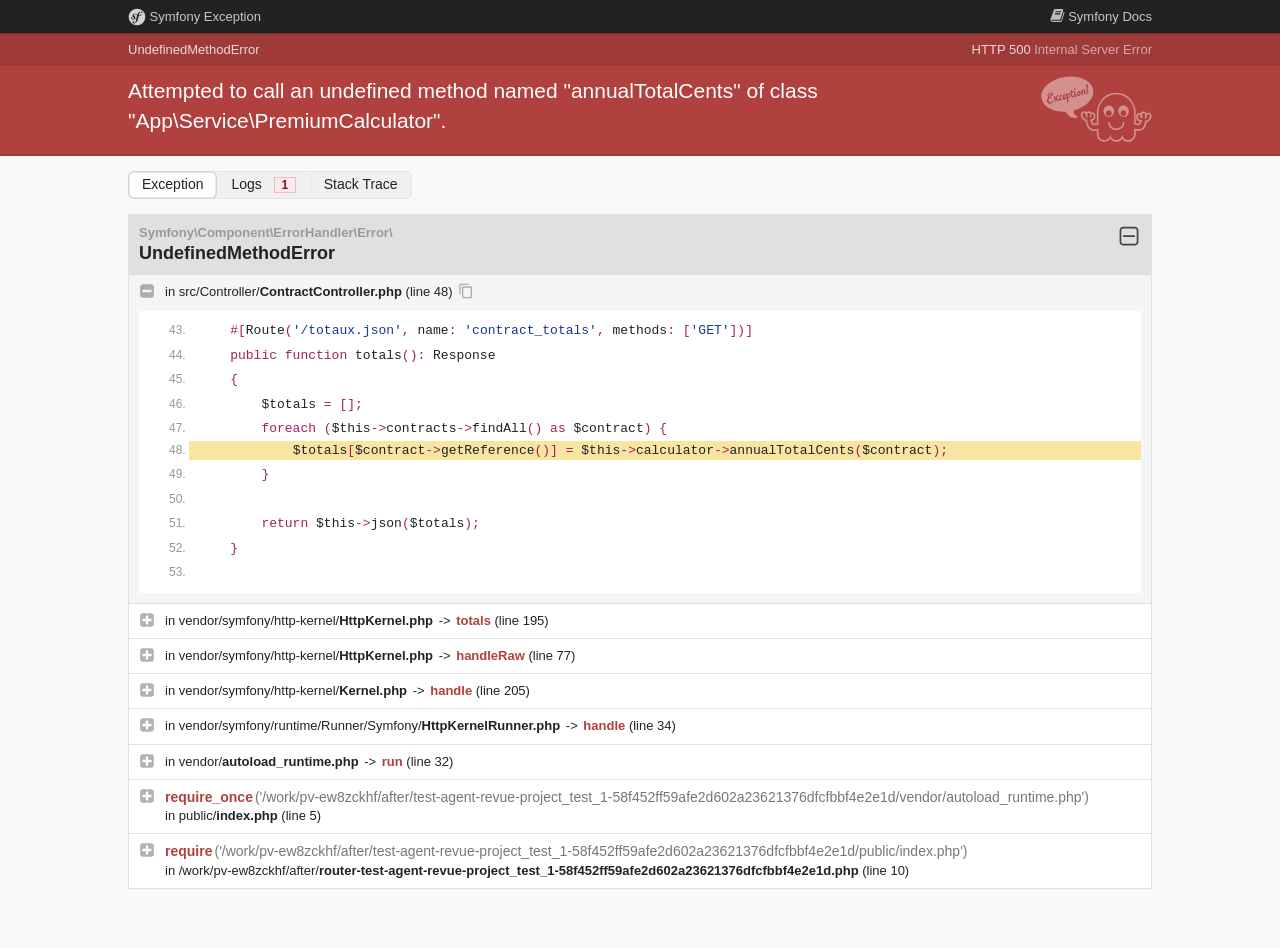 Symfony Exception
Symfony Docs
UndefinedMethodError
HTTP 500 Internal Server Error
Attempted to call an undefined method named "annualTotalCents" of class
"App\Service\PremiumCalculator".
Exception!
Exception
Logs 1
Stack Trace
Symfony\Component\ErrorHandler\Error\
UndefinedMethodError
in src/Controller/ContractController.php (line 48)
43. #[Route('/totaux.json', name: 'contract_totals', methods: ['GET'])]
44. public function totals(): Response
45. {
46. $totals = [];
47. foreach ($this->contracts->findAll() as $contract) {
48. $totals[$contract->getReference()] = $this->calculator->annualTotalCents($contract);
49. }
50.
51. return $this->json($totals);
52. }
53.
in vendor/symfony/http-kernel/HttpKernel.php -> totals (line 195)
in vendor/symfony/http-kernel/HttpKernel.php -> handleRaw (line 77)
in vendor/symfony/http-kernel/Kernel.php -> handle (line 205)
in vendor/symfony/runtime/Runner/Symfony/HttpKernelRunner.php -> handle (line 34)
in vendor/autoload_runtime.php -> run (line 32)
require_once('/work/pv-ew8zckhf/after/test-agent-revue-project_test_1-58f452ff59afe2d602a23621376dfcfbbf4e2e1d/vendor/autoload_runtime.php')
in public/index.php (line 5)
require('/work/pv-ew8zckhf/after/test-agent-revue-project_test_1-58f452ff59afe2d602a23621376dfcfbbf4e2e1d/public/index.php')
in /work/pv-ew8zckhf/after/router-test-agent-revue-project_test_1-58f452ff59afe2d602a23621376dfcfbbf4e2e1d.php (line 10)